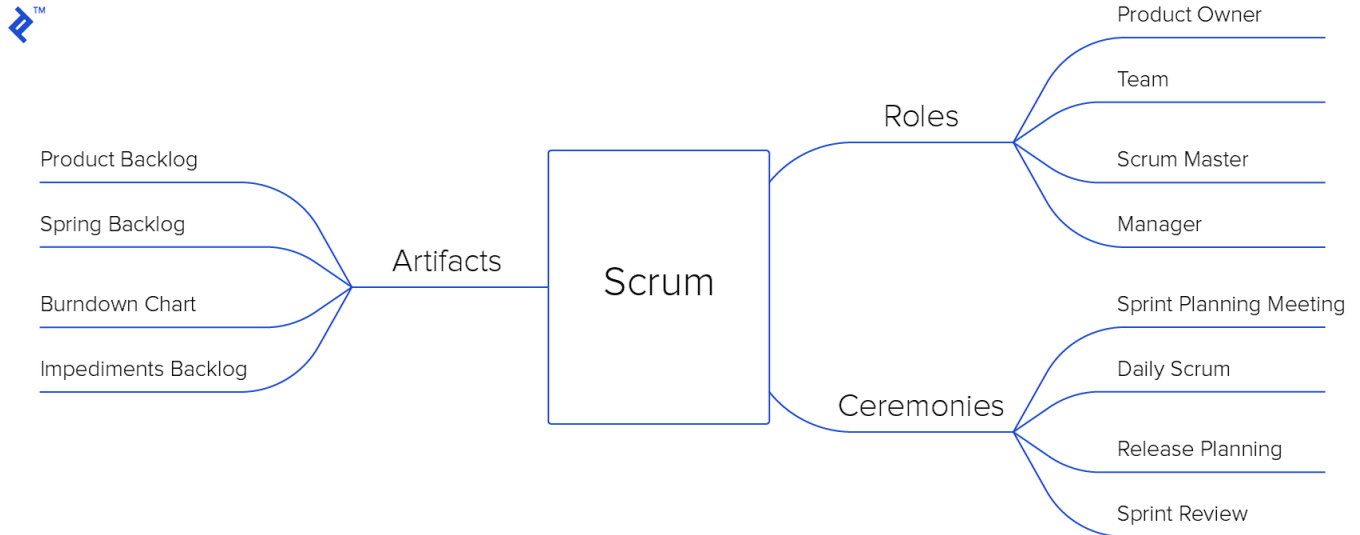 TM
Product Backlog
Spring Backlog
Burndown Chart
Impediments Backlog
Artifacts
Scrum
Roles
Product Owner
Team
Scrum Master
Manager
Ceremonies
Sprint Planning Meeting
Daily Scrum
Release Planning
Sprint Review